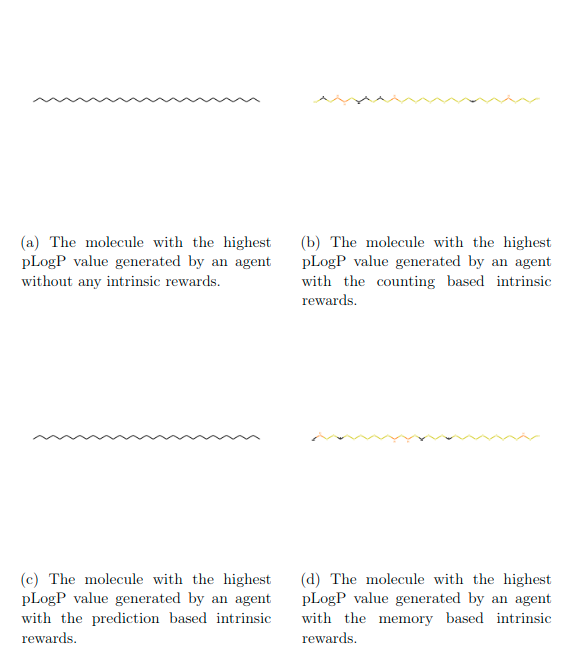 (a) The molecule with the highest
pLogP value generated by an agent
without any intrinsic rewards.
(b) The molecule with the highest
pLogP value generated by an agent
with the counting based intrinsic
rewards.
(c) The molecule with the highest
pLogP value generated by an agent
with the prediction based intrinsic
rewards.
(d) The molecule with the highest
pLogP value generated by an agent
with the memory based intrinsic
rewards.